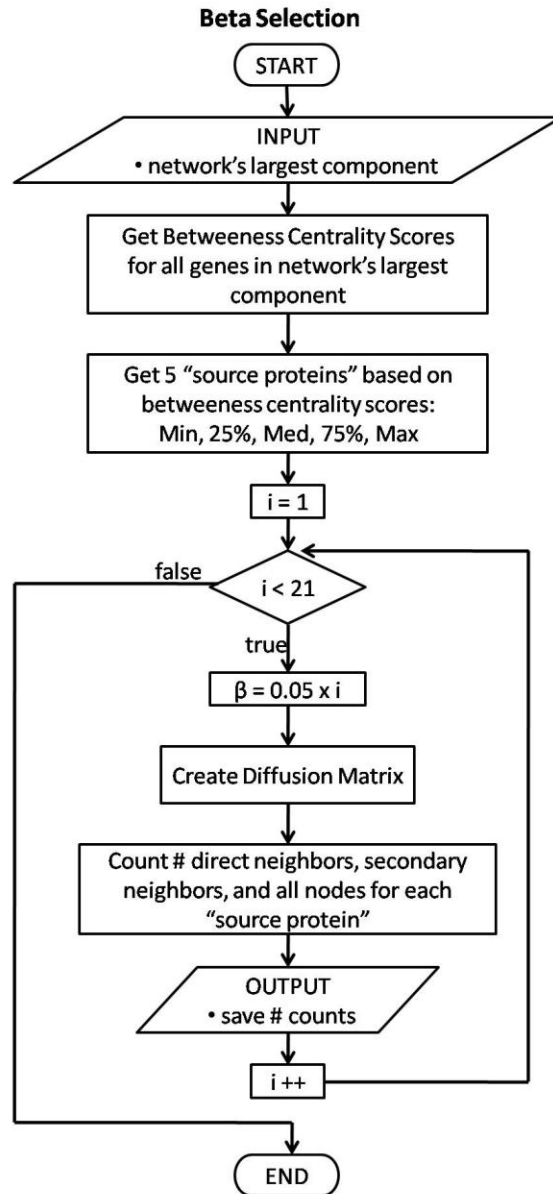 Beta Selection
START
INPUT
• network's largest component
Get Betweeness Centrality Scores
for all genes in network's largest
component
Get 5 “source proteins” based on
betweeness centrality scores:
Min, 25%, Med, 75%, Max
i = 1
false
i < 21
true
β = 0.05 x i
Create Diffusion Matrix
Count # direct neighbors, secondary
neighbors, and all nodes for each
“source protein”
OUTPUT
• save # counts
i ++
END